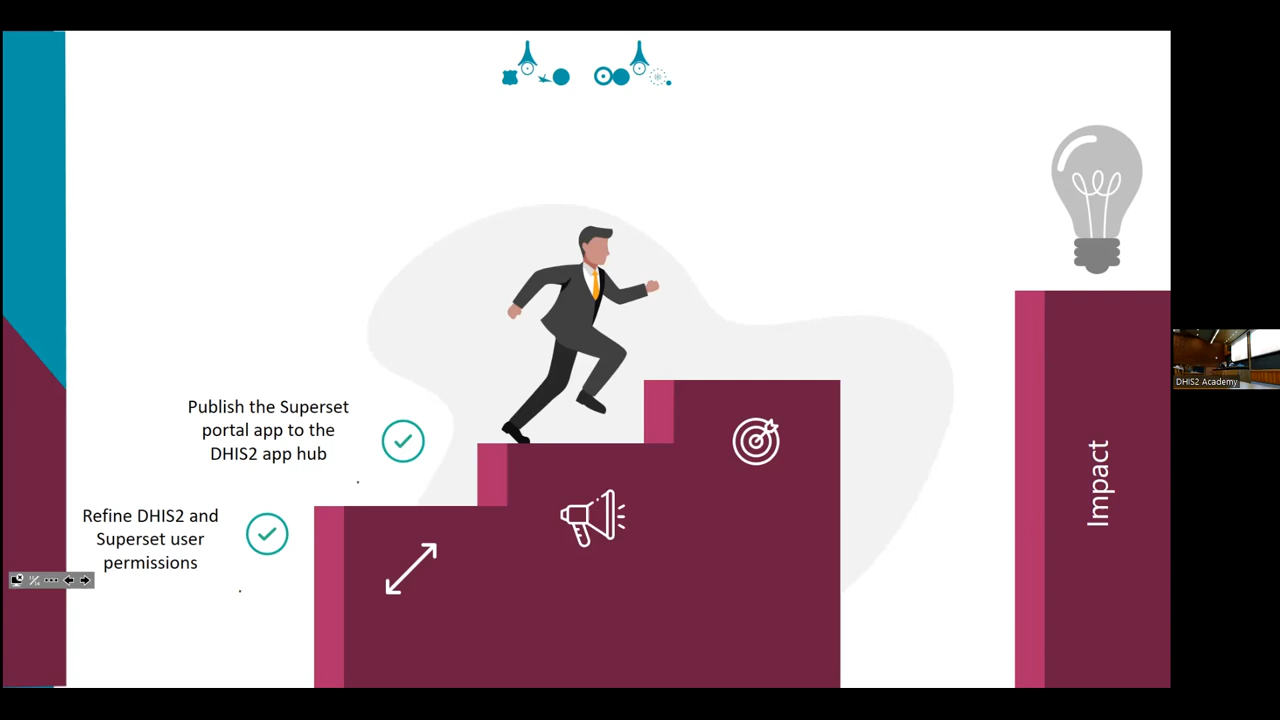 Publish the Superset
portal app to the
DHIS2 app hub
Refine DHIS2 and
Superset user
permissions
Impact
DHIS2 Academy